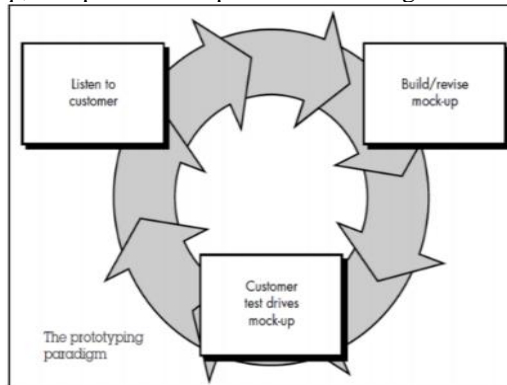 Listen to
customer
Build/revise
mock-up
Customer
test drives
mock-up
The prototyping
paradigm